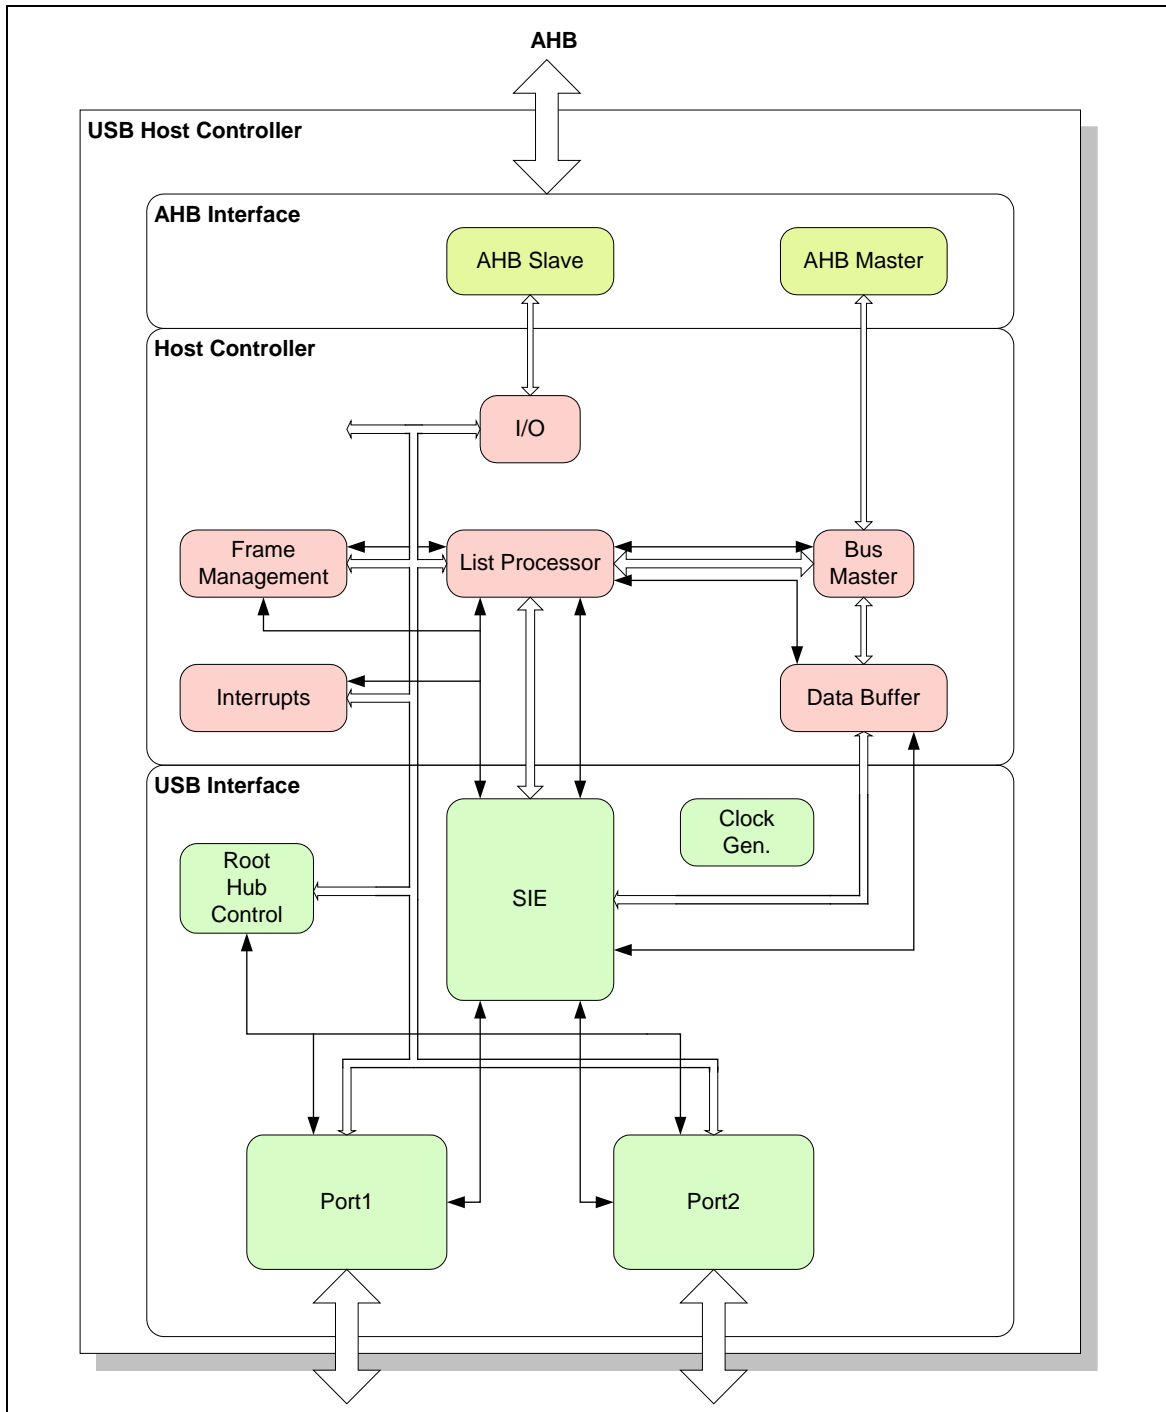 AHB
USB Host Controller
AHB Interface
AHB Slave
AHB Master
Host Controller
I/O
Frame
Management
List Processor
Bus
Master
Interrupts
Data Buffer
USB Interface
Clock
Gen.
Root
Hub
Control
SIE
Port1
Port2